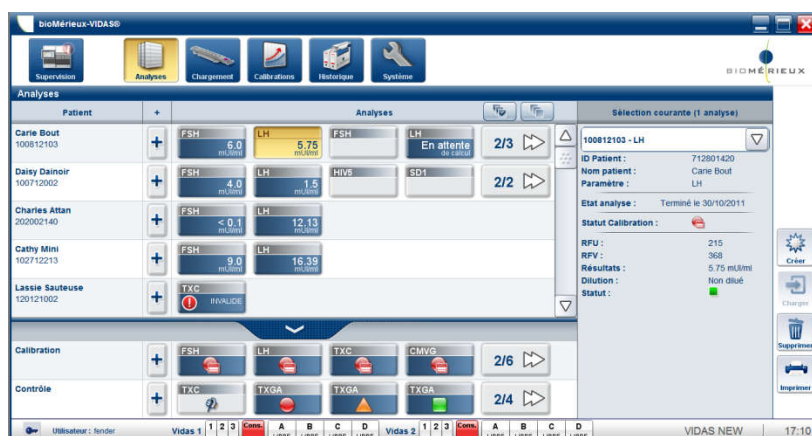 bioMérieux-VIDAS®
Supervision
Analyses
Chargement
Calibrations
Historique
Système
BIOMÉRIEUX
Analyses
Patient + Analyses Sélection courante (1 analyse)
Carie Bout
100812103
+
FSH 6.0 mUI/ml
LH 5.75 mUI/ml
FSH
LH En attente de calcul
2/3
Daisy Dainoir
100712002
+
FSH 4.0 mUI/ml
LH 1.5 mUI/ml
HIV5
SD1
2/2
Charles Attan
202002140
+
FSH < 0.1 mUI/ml
LH 12.13 mUI/ml
Cathy Mini
102712213
+
FSH 9.0 mUI/ml
LH 16.39 mUI/ml
Lassie Sauteuse
120121002
+
TXC INVALIDE
Calibration
+
FSH
LH
TXC
CMVG
2/6
Contrôle
+
TXC
TXGA
TXGA
TXGA
2/4
100812103 - LH
ID Patient : 712801420
Nom patient : Carie Bout
Paramètre : LH
Etat analyse : Terminé le 30/10/2011
Statut Calibration :
RFU : 215
RFV : 368
Résultats : 5.75 mUI/ml
Dilution : Non dilué
Statut :
Créer
Charger
Supprimer
Imprimer
Utilisateur : fender
Vidas 1 1 2 3 Cons. A B C D
Vidas 2 1 2 3 Cons. A B C D
VIDAS NEW 17:10